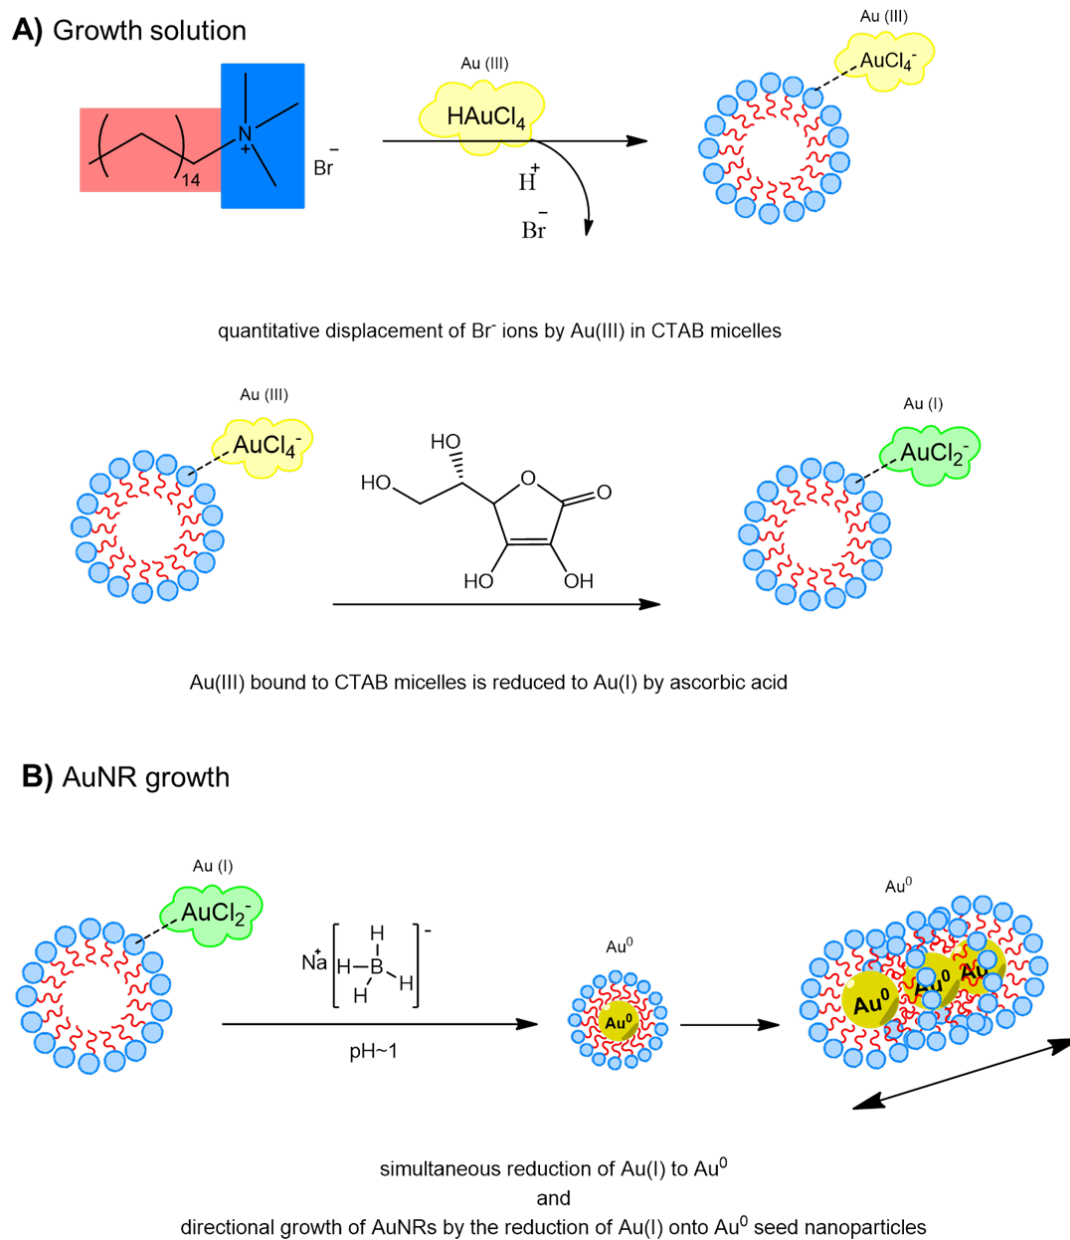 A) Growth solution
Au (III)
AuCl4-
Au (III)
HAuCl4
N
+
Br-
14
H+
Br-
quantitative displacement of Br- ions by Au(III) in CTAB micelles
Au (III)
AuCl4-
HO
HO
O
O
HO
OH
Au (I)
AuCl2-
Au(III) bound to CTAB micelles is reduced to Au(I) by ascorbic acid
B) AuNR growth
Au (I)
AuCl2-
Na+
H
H
B
H
H
-
pH~1
Au0
Au0
Au0
Au0
Au0
Au
simultaneous reduction of Au(I) to Au0
and
directional growth of AuNRs by the reduction of Au(I) onto Au0 seed nanoparticles